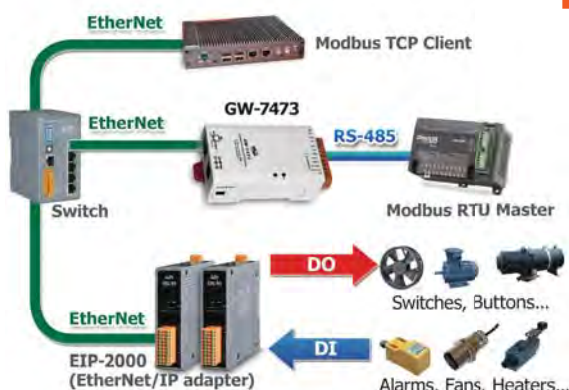 EtherNet
Modbus TCP Client
GW-7473
EtherNet
RS-485
Switch
Modbus RTU Master
DO
Switches, Buttons...
EtherNet
DI
EIP-2000
(EtherNet/IP adapter)
Alarms, Fans, Heaters...